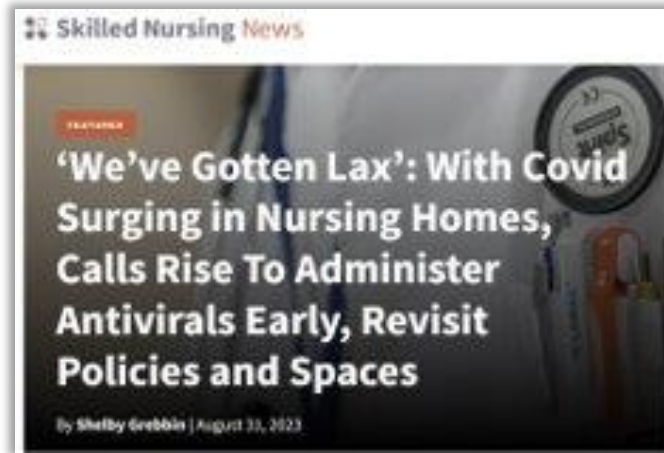 Skilled Nursing News
FEATURED
‘We’ve Gotten Lax’: With Covid
Surging in Nursing Homes,
Calls Rise To Administer
Antivirals Early, Revisit
Policies and Spaces
By Shelby Grebbin | August 31, 2023